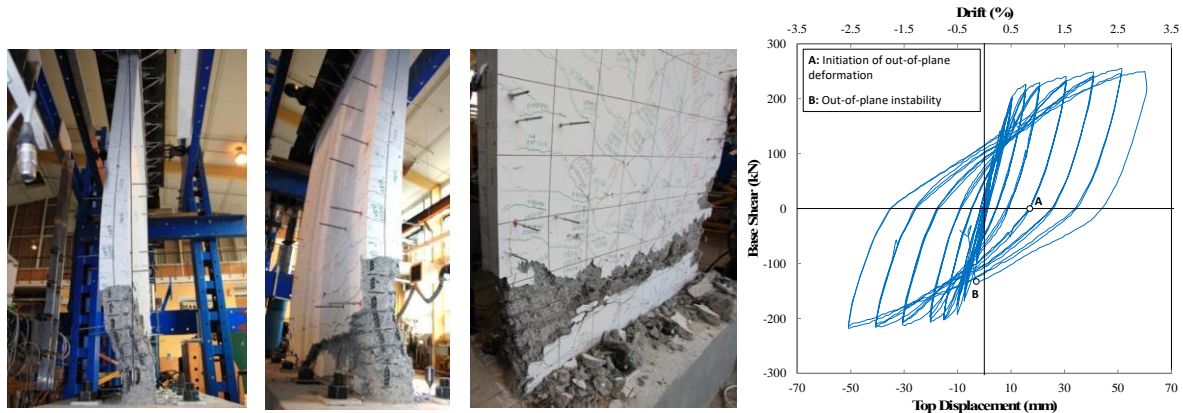 Drift (%)
-3.5 -2.5 -1.5 -0.5 0.5 1.5 2.5 3.5
300
200
100
0
-100
-200
-300
Base Shear (kN)
A: Initiation of out-of-plane
deformation
B: Out-of-plane instability
A
B
-70 -50 -30 -10 10 30 50 70
Top Displacement (mm)